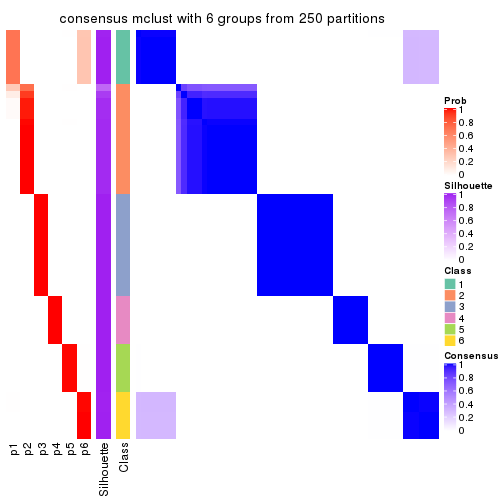 consensus mclust with 6 groups from 250 partitions
Prob
1
0.8
0.6
0.4
0.2
0
Silhouette
1
0.8
0.6
0.4
0.2
0
Class
1
2
3
4
5
6
Consensus
1
0.8
0.6
0.4
0.2
0
p1
p2
p3
p4
p5
p6
Silhouette
Class